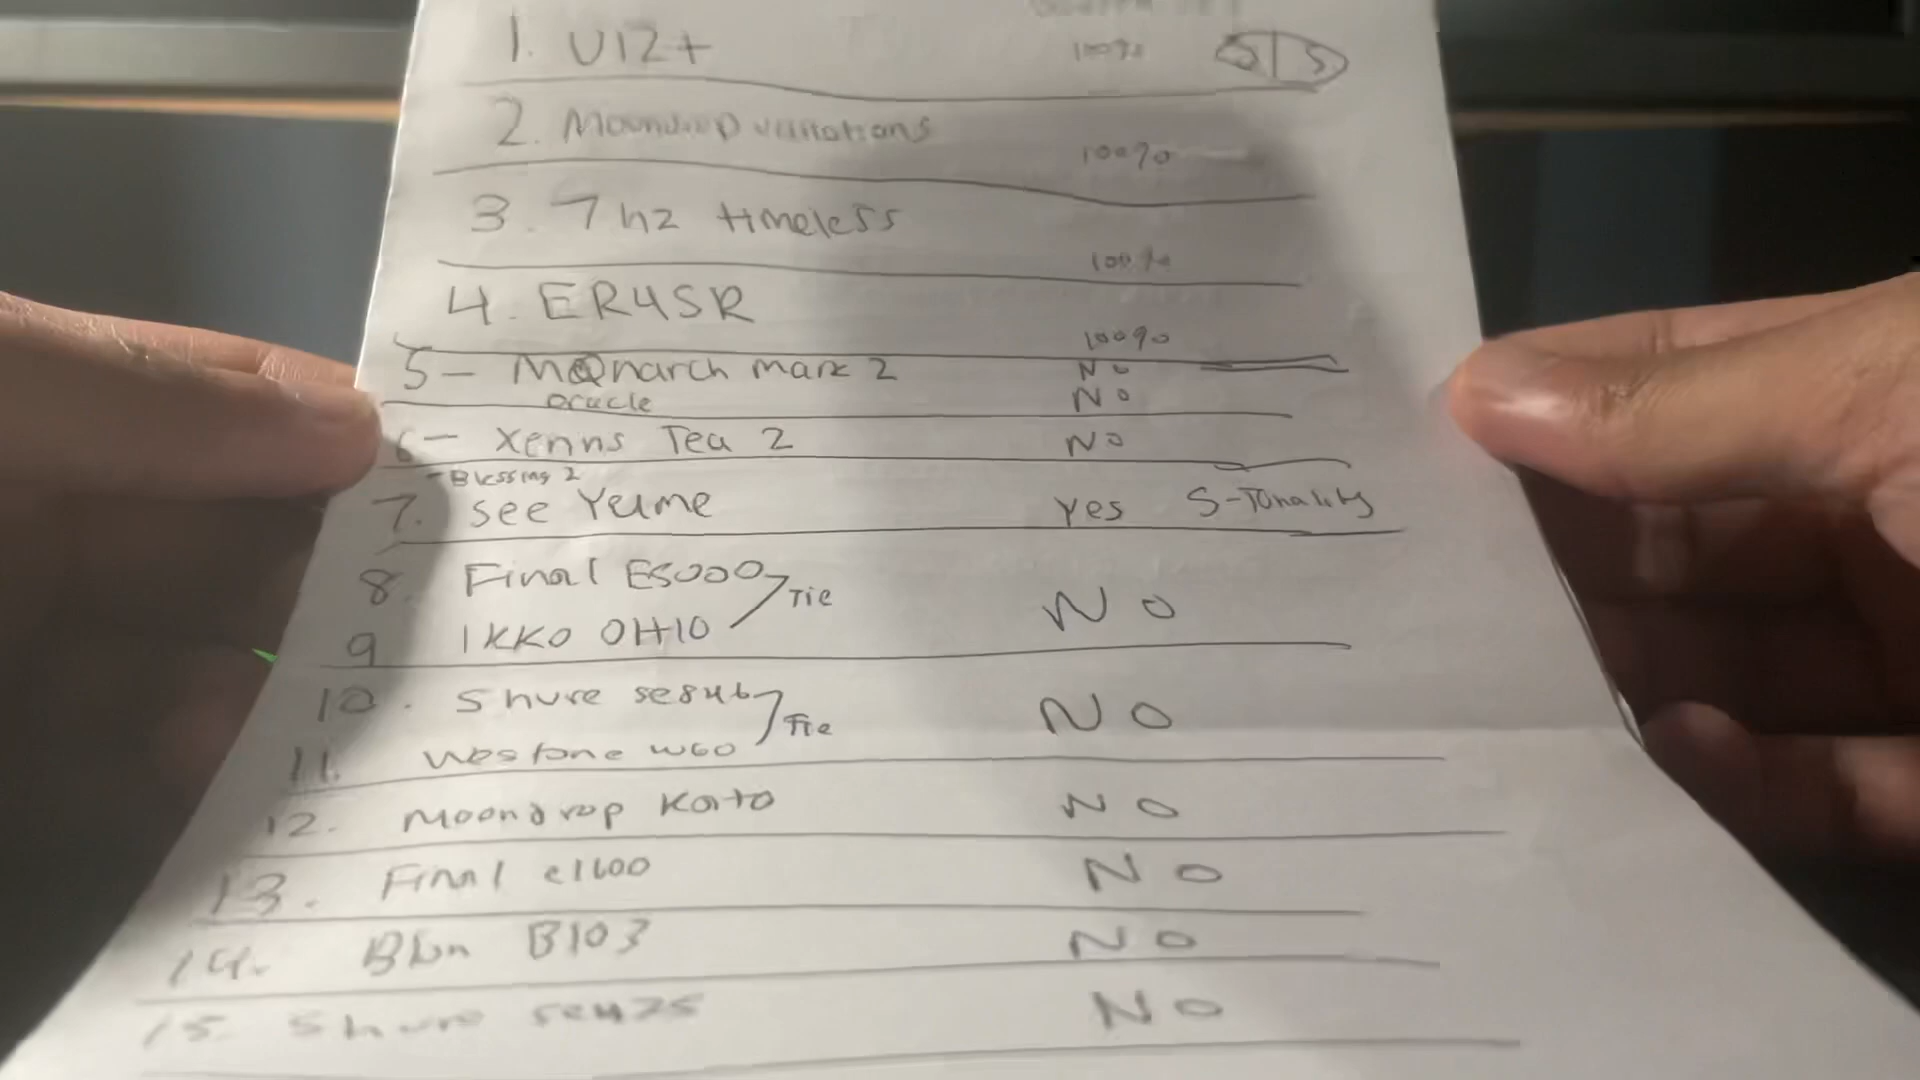 1. U12+ 100% 5/5
2. Moondrop variations 100%
3. 7hz timeless 100%
4. ER4SR 100%
5- Monarch mark 2 No
oracle No
6- Xenns Tea 2 No
- Blessing 2
7. see Yume Yes S-Tonality
8. Final E5000 Tie No
9 IKKO OH10
10. Shure se846 Tie No
11. Westone w60
12. Moondrop Kato No
13. Final e1600 No
14. Bln B103 No
15. Shure se425 No